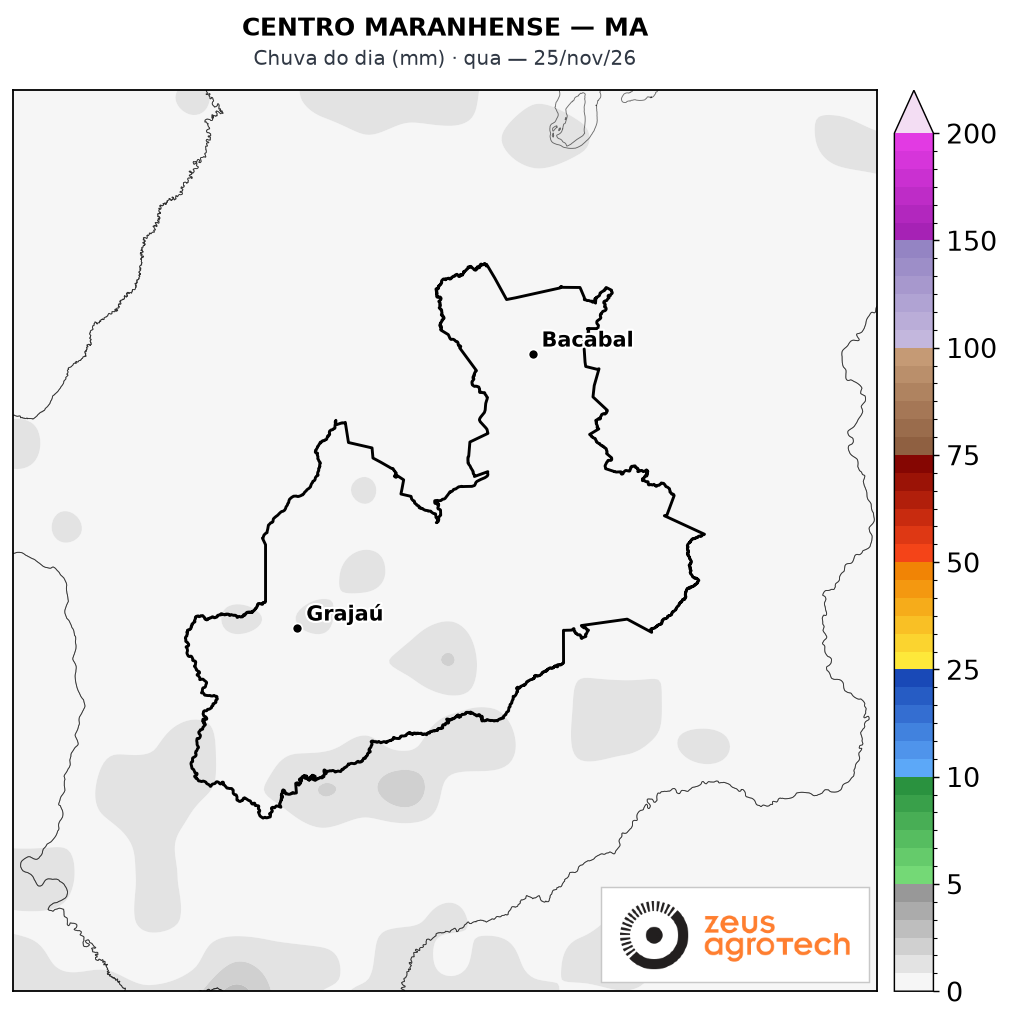 CENTRO MARANHENSE — MA
Chuva do dia (mm) · qua — 25/nov/26
200
150
100
75
50
25
10
5
0
Bacabal
Grajaú
zeus
agrotech